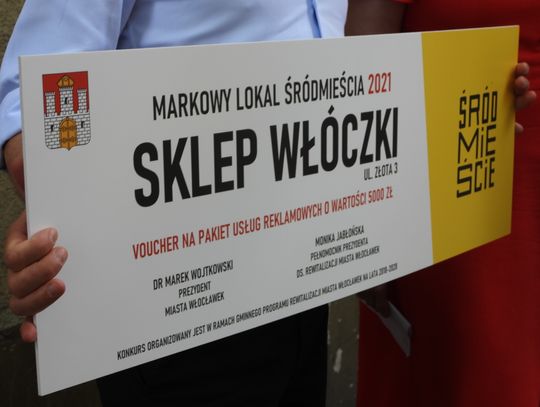 MARKOWY LOKAL ŚRÓDMIEŚCIA 2021
SKLEP WŁÓCZKI
UL. ZŁOTA 3
VOUCHER NA PAKIET USŁUG REKLAMOWYCH O WARTOŚCI 5000 ZŁ
DR MAREK WOJTKOWSKI
PREZYDENT
MIASTA WŁOCŁAWEK
MONIKA JABŁOŃSKA
PEŁNOMOCNIK PREZYDENTA
DS. REWITALIZACJI MIASTA WŁOCŁAWEK
KONKURS ORGANIZOWANY JEST W RAMACH GMINNEGO PROGRAMU REWITALIZACJI MIASTA WŁOCŁAWEK NA LATA 2018-2028
ŚRÓD
MIE
ŚCIE